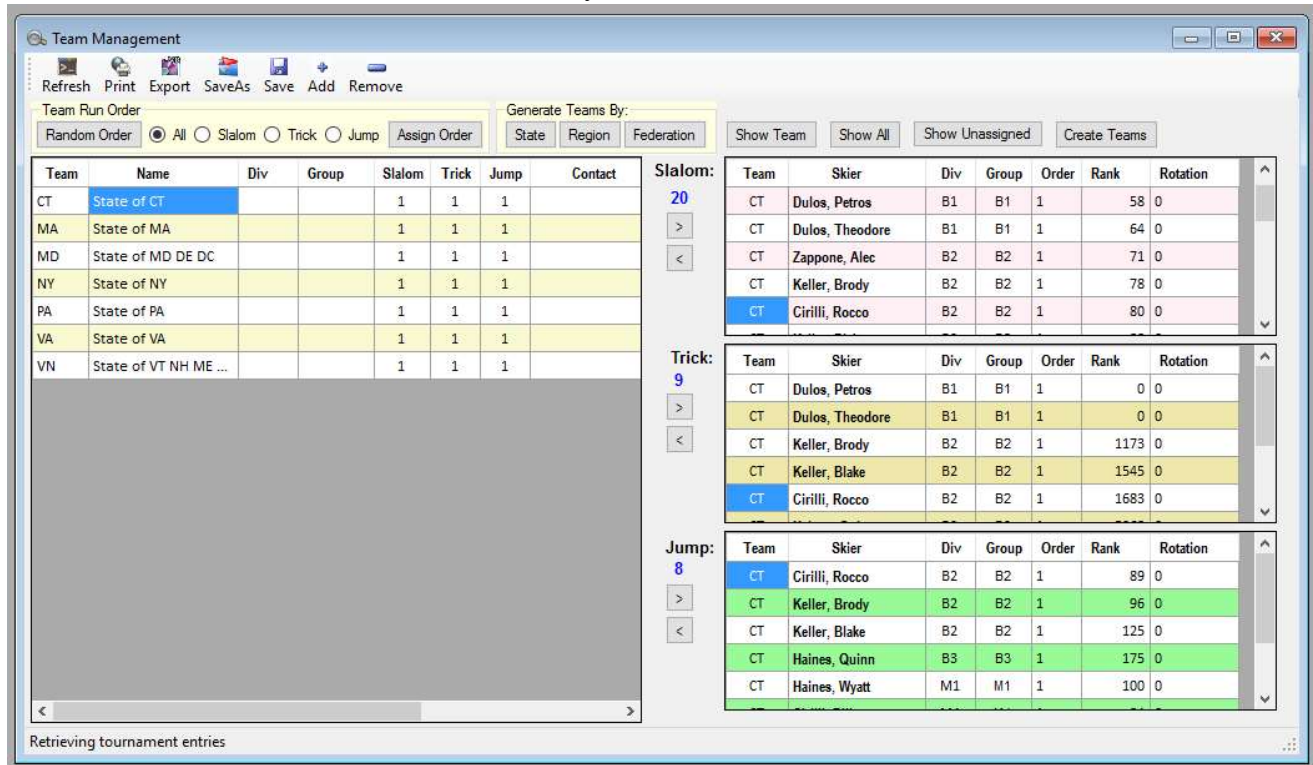 Team Management
Refresh Print Export SaveAs Save Add Remove
Team Run Order
Generate Teams By:
Random Order All Slalom Trick Jump Assign Order State Region Federation Show Team Show All Show Unassigned Create Teams
Team Name Div Group Slalom Trick Jump Contact
CT State of CT 1 1 1
MA State of MA 1 1 1
MD State of MD DE DC 1 1 1
NY State of NY 1 1 1
PA State of PA 1 1 1
VA State of VA 1 1 1
VN State of VT NH ME ... 1 1 1
Slalom:
20
>
<
Team Skier Div Group Order Rank Rotation
CT Dulos, Petros B1 B1 1 58 0
CT Dulos, Theodore B1 B1 1 64 0
CT Zappone, Alec B2 B2 1 71 0
CT Keller, Brody B2 B2 1 78 0
CT Cirilli, Rocco B2 B2 1 80 0
Trick:
9
>
<
Team Skier Div Group Order Rank Rotation
CT Dulos, Petros B1 B1 1 0 0
CT Dulos, Theodore B1 B1 1 0 0
CT Keller, Brody B2 B2 1 1173 0
CT Keller, Blake B2 B2 1 1545 0
CT Cirilli, Rocco B2 B2 1 1683 0
Jump:
8
>
<
Team Skier Div Group Order Rank Rotation
CT Cirilli, Rocco B2 B2 1 89 0
CT Keller, Brody B2 B2 1 96 0
CT Keller, Blake B2 B2 1 125 0
CT Haines, Quinn B3 B3 1 175 0
CT Haines, Wyatt M1 M1 1 100 0
Retrieving tournament entries